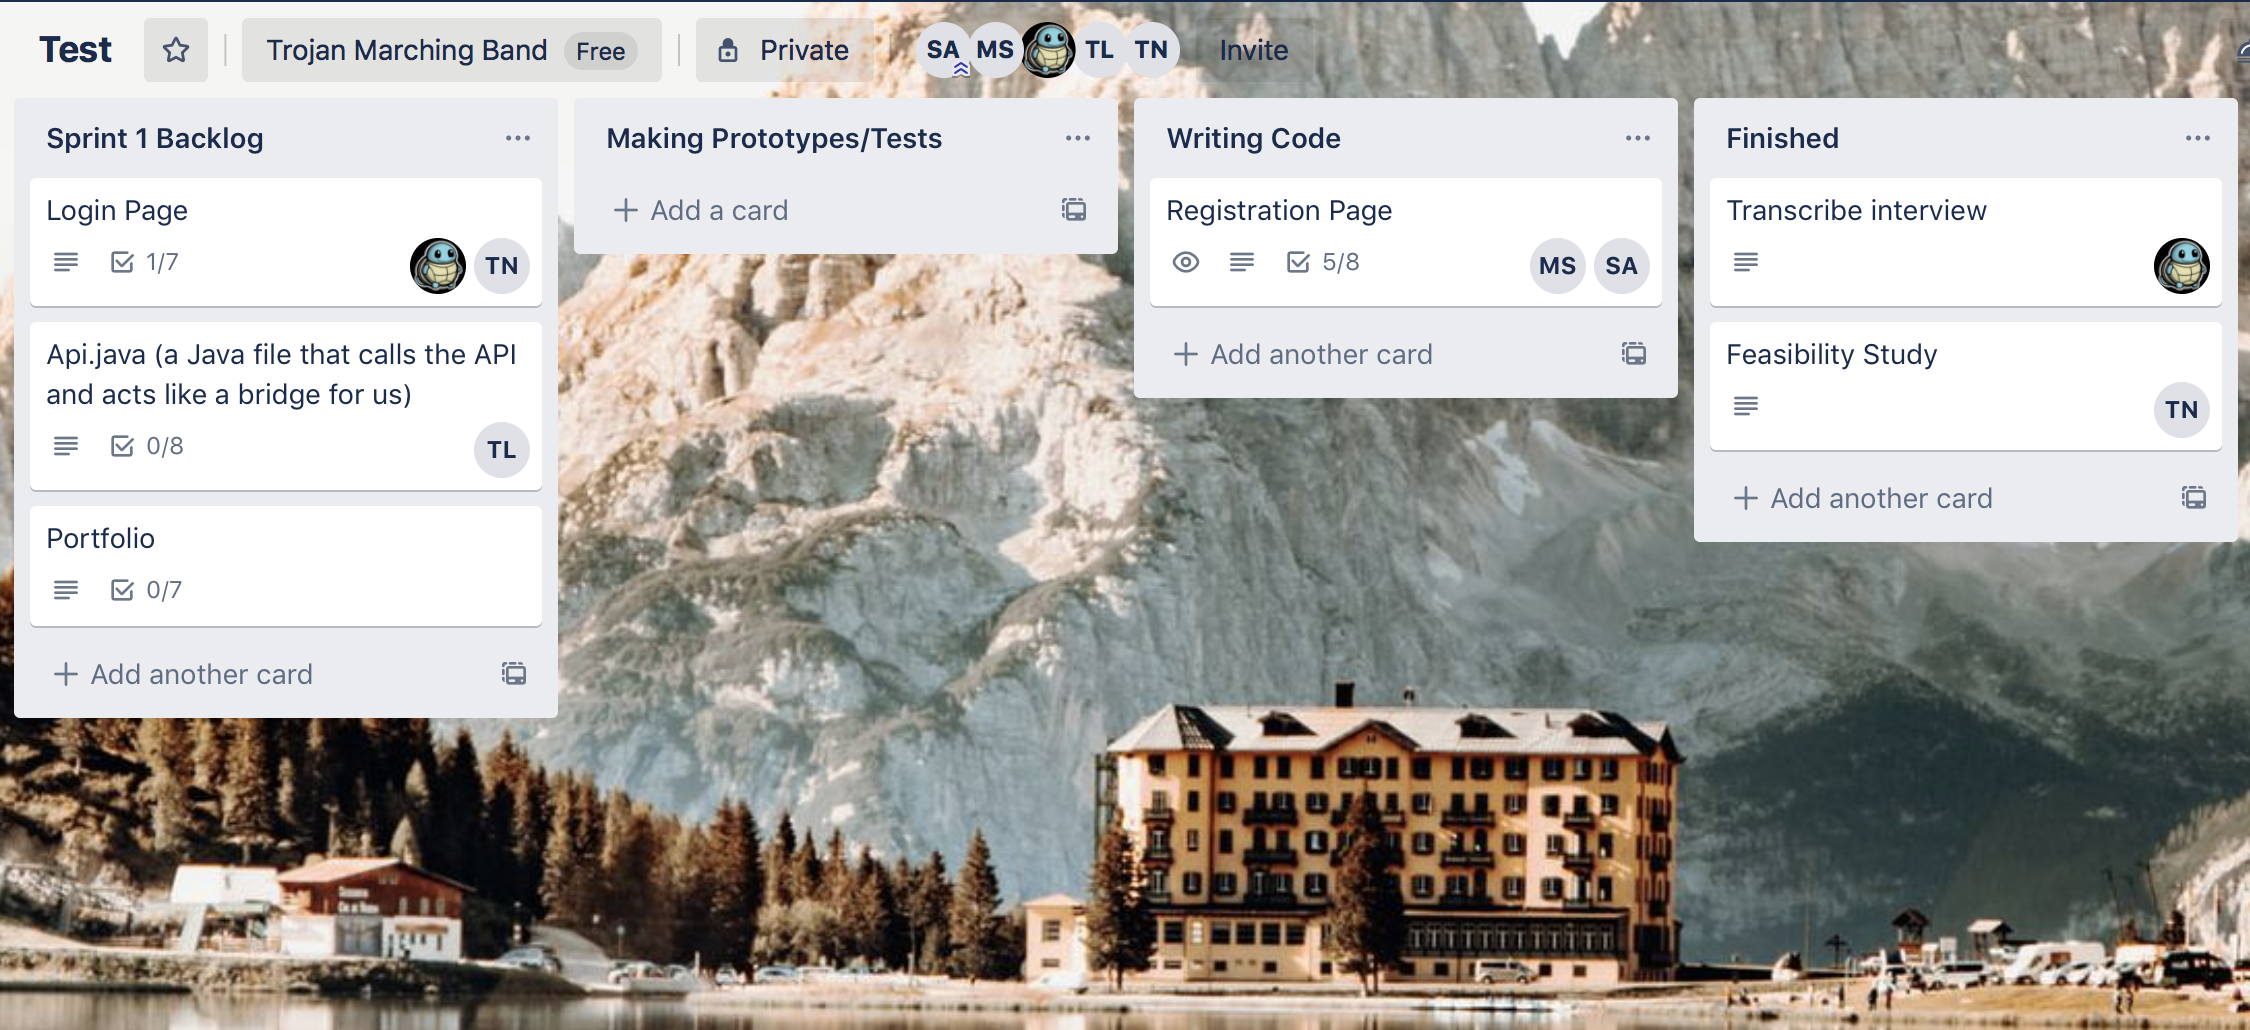 Test
Trojan Marching Band Free
Private
SA MS TL TN
Invite
Sprint 1 Backlog
Login Page
1/7
TN
Api.java (a Java file that calls the API
and acts like a bridge for us)
0/8
TL
Portfolio
0/7
Add another card
Making Prototypes/Tests
Add a card
Writing Code
Registration Page
5/8
MS SA
Add another card
Finished
Transcribe interview
Feasibility Study
TN
Add another card